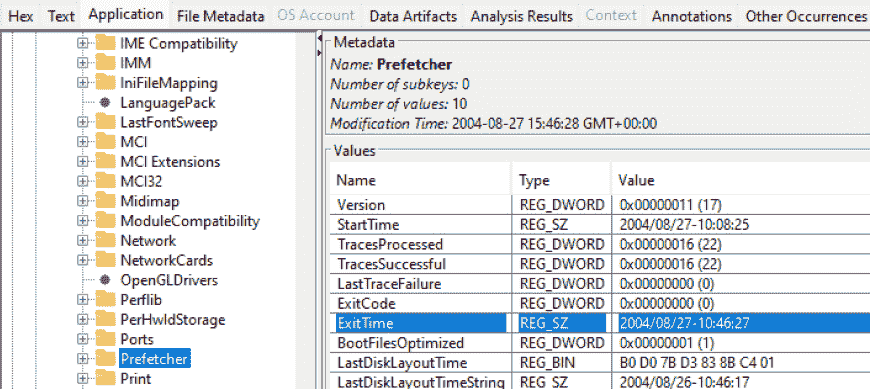 Hex Text Application File Metadata OS Account Data Artifacts Analysis Results Context Annotations Other Occurrences
IME Compatibility
IMM
IniFileMapping
LanguagePack
LastFontSweep
MCI
MCI Extensions
MCI32
Midimap
ModuleCompatibility
Network
NetworkCards
OpenGLDrivers
Perflib
PerHwIdStorage
Ports
Prefetcher
Print
Metadata
Name: Prefetcher
Number of subkeys: 0
Number of values: 10
Modification Time: 2004-08-27 15:46:28 GMT+00:00
Values
Name Type Value
Version REG_DWORD 0x00000011 (17)
StartTime REG_SZ 2004/08/27-10:08:25
TracesProcessed REG_DWORD 0x00000016 (22)
TracesSuccessful REG_DWORD 0x00000016 (22)
LastTraceFailure REG_DWORD 0x00000000 (0)
ExitCode REG_DWORD 0x00000000 (0)
ExitTime REG_SZ 2004/08/27-10:46:27
BootFilesOptimized REG_DWORD 0x00000001 (1)
LastDiskLayoutTime REG_BIN B0 D0 7B D3 83 8B C4 01
LastDiskLayoutTimeString REG_SZ 2004/08/26-10:46:17